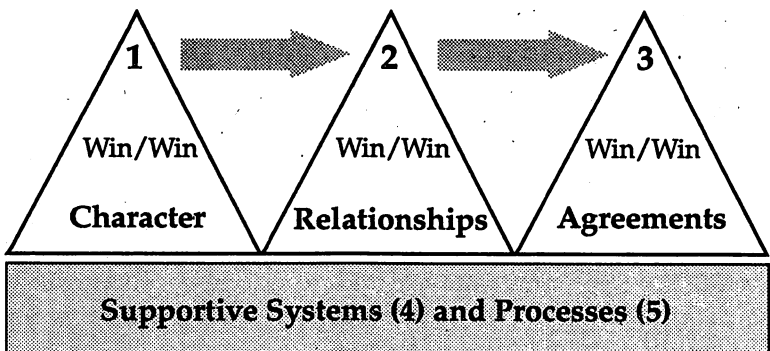 1
2
3
Win/Win
Win/Win
Win/Win
Character
Relationships
Agreements
Supportive Systems (4) and Processes (5)